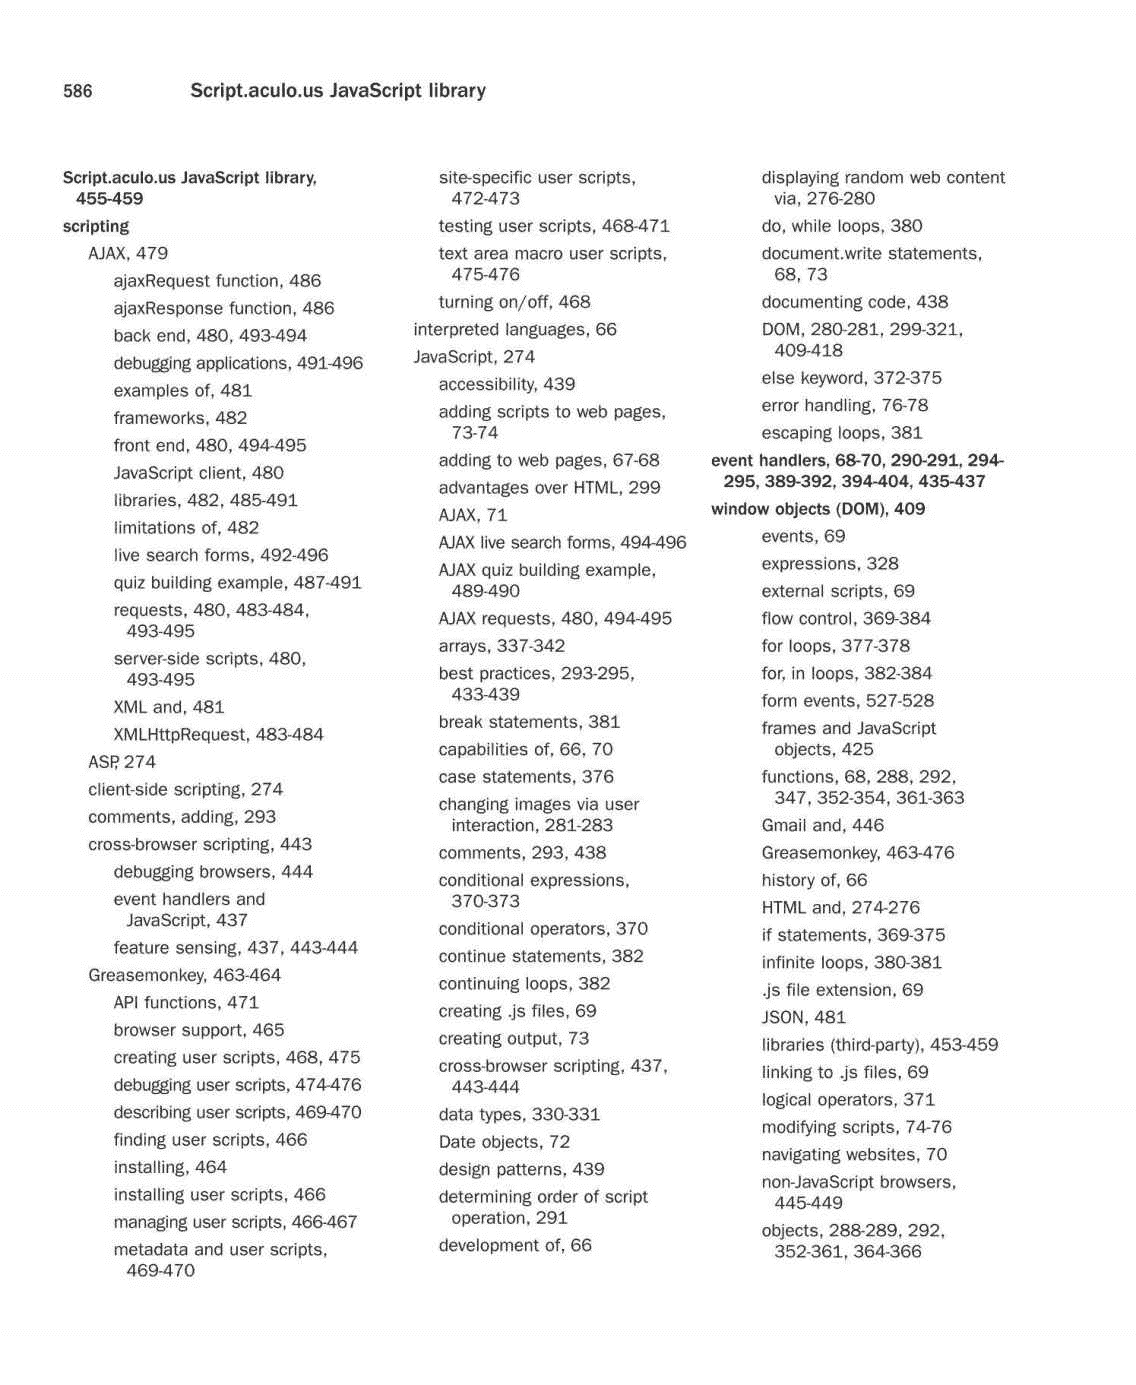 586 Script.aculo.us JavaScript library
Script.aculo.us JavaScript library,
455-459
scripting
AJAX, 479
ajaxRequest function, 486
ajaxResponse function, 486
back end, 480, 493-494
debugging applications, 491-496
examples of, 481
frameworks, 482
front end, 480, 494-495
JavaScript client, 480
libraries, 482, 485-491
limitations of, 482
live search forms, 492-496
quiz building example, 487-491
requests, 480, 483-484,
493-495
server-side scripts, 480,
493-495
XML and, 481
XMLHttpRequest, 483-484
ASP, 274
client-side scripting, 274
comments, adding, 293
cross-browser scripting, 443
debugging browsers, 444
event handlers and
JavaScript, 437
feature sensing, 437, 443-444
Greasemonkey, 463-464
API functions, 471
browser support, 465
creating user scripts, 468, 475
debugging user scripts, 474-476
describing user scripts, 469-470
finding user scripts, 466
installing, 464
installing user scripts, 466
managing user scripts, 466-467
metadata and user scripts,
469-470
site-specific user scripts,
472-473
testing user scripts, 468-471
text area macro user scripts,
475-476
turning on/off, 468
interpreted languages, 66
JavaScript, 274
accessibility, 439
adding scripts to web pages,
73-74
adding to web pages, 67-68
advantages over HTML, 299
AJAX, 71
AJAX live search forms, 494-496
AJAX quiz building example,
489-490
AJAX requests, 480, 494-495
arrays, 337-342
best practices, 293-295,
433-439
break statements, 381
capabilities of, 66, 70
case statements, 376
changing images via user
interaction, 281-283
comments, 293, 438
conditional expressions,
370-373
conditional operators, 370
continue statements, 382
continuing loops, 382
creating .js files, 69
creating output, 73
cross-browser scripting, 437,
443-444
data types, 330-331
Date objects, 72
design patterns, 439
determining order of script
operation, 291
development of, 66
displaying random web content
via, 276-280
do, while loops, 380
document.write statements,
68, 73
documenting code, 438
DOM, 280-281, 299-321,
409-418
else keyword, 372-375
error handling, 76-78
escaping loops, 381
event handlers, 68-70, 290-291, 294-
295, 389-392, 394-404, 435-437
window objects (DOM), 409
events, 69
expressions, 328
external scripts, 69
flow control, 369-384
for loops, 377-378
for, in loops, 382-384
form events, 527-528
frames and JavaScript
objects, 425
functions, 68, 288, 292,
347, 352-354, 361-363
Gmail and, 446
Greasemonkey, 463-476
history of, 66
HTML and, 274-276
if statements, 369-375
infinite loops, 380-381
.js file extension, 69
JSON, 481
libraries (third-party), 453-459
linking to .js files, 69
logical operators, 371
modifying scripts, 74-76
navigating websites, 70
non-JavaScript browsers,
445-449
objects, 288-289, 292,
352-361, 364-366